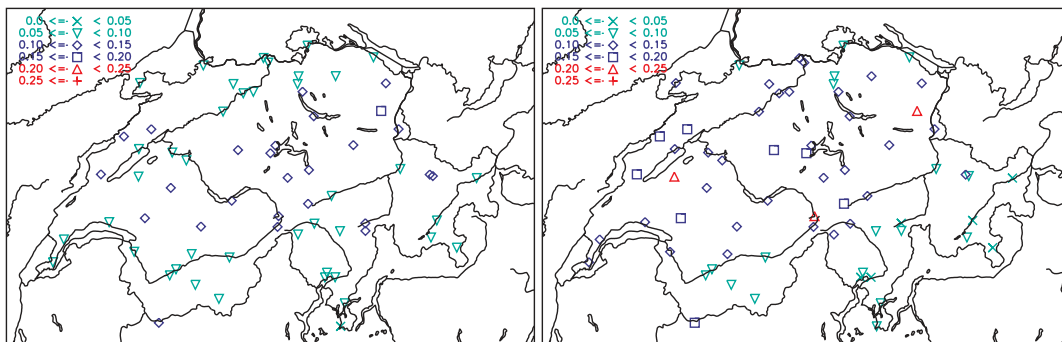 0.0 <=· × < 0.05
0.05 <=· ▽ < 0.10
0.10 <=· ◇ < 0.15
0.15 <=· □ < 0.20
0.20 <=· △ < 0.25
0.25 <=· +
0.0 <=· × < 0.05
0.05 <=· ▽ < 0.10
0.10 <=· ◇ < 0.15
0.15 <=· □ < 0.20
0.20 <=· △ < 0.25
0.25 <=· +